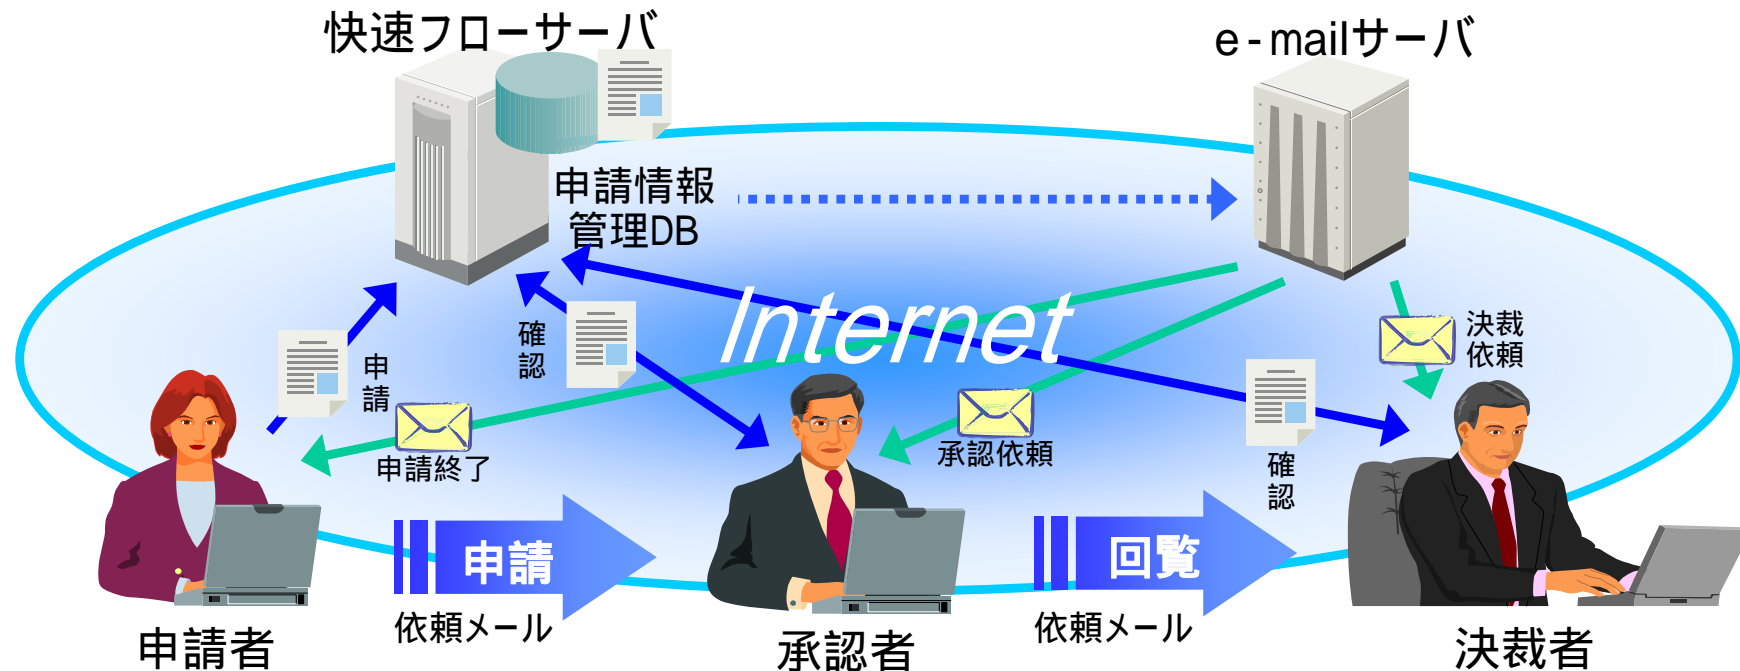 快速フローサーバ
e-mailサーバ
申請情報
管理DB
Internet
申請
確認
決裁
依頼
申請終了
承認依頼
確認
申請
回覧
依頼メール
依頼メール
申請者
承認者
決裁者